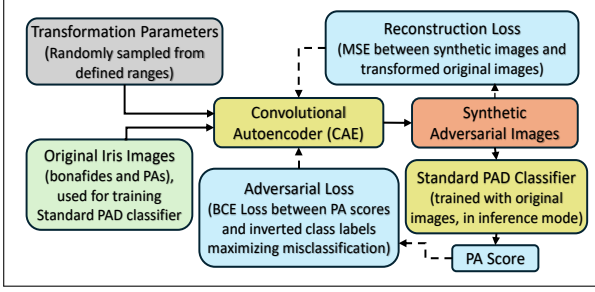 Transformation Parameters
(Randomly sampled from
defined ranges)
Reconstruction Loss
(MSE between synthetic images and
transformed original images)
Convolutional
Autoencoder (CAE)
Synthetic
Adversarial Images
Original Iris Images
(bonafides and PAs),
used for training
Standard PAD classifier
Adversarial Loss
(BCE Loss between PA scores
and inverted class labels
maximizing misclassification)
Standard PAD Classifier
(trained with original
images, in inference mode)
PA Score